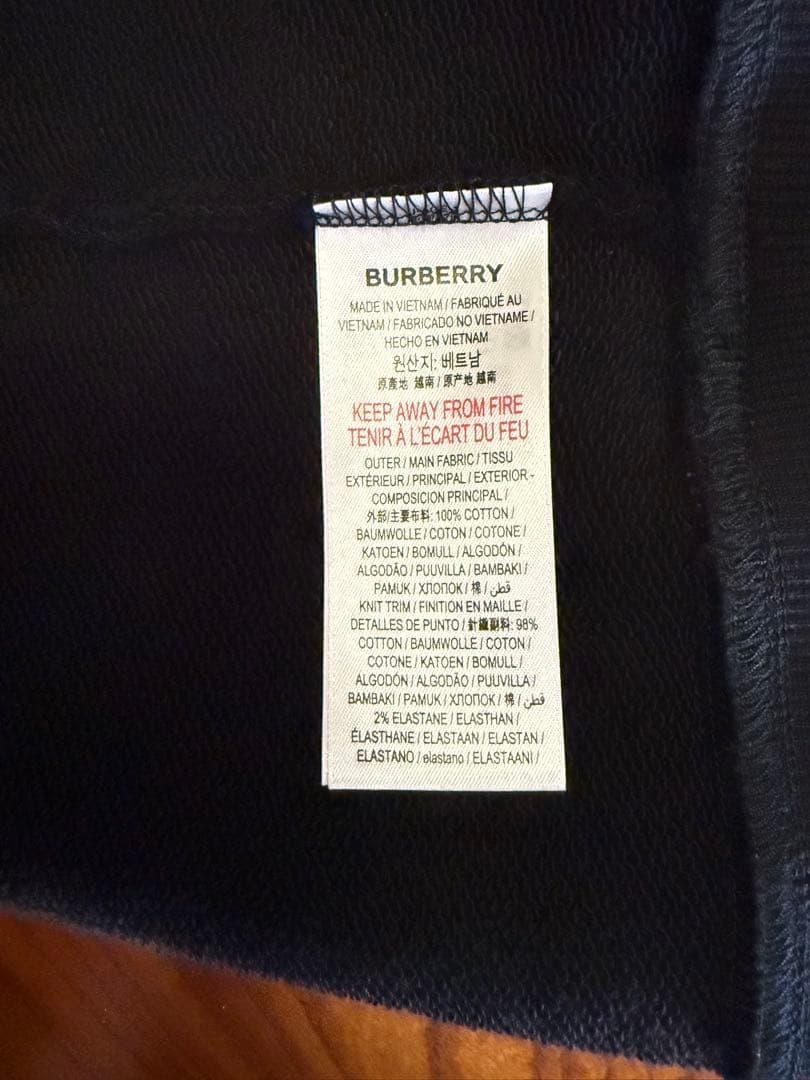 BURBERRY
MADE IN VIETNAM / FABRIQUÉ AU
VIETNAM / FABRICADO NO VIETNAME /
HECHO EN VIETNAM
원산지: 베트남
原產地 越南 / 原产地 越南
KEEP AWAY FROM FIRE
TENIR À L'ÉCART DU FEU
OUTER / MAIN FABRIC / TISSU
EXTÉRIEUR / PRINCIPAL / EXTERIOR -
COMPOSICION PRINCIPAL /
外部/主要布料: 100% COTTON /
BAUMWOLLE / COTON / COTONE /
KATOEN / BOMULL / ALGODÓN /
ALGODÃO / PUUVILLA / BAMBAKI /
PAMUK / ХЛОПОК / 棉 / قطن
KNIT TRIM / FINITION EN MAILLE /
DETALLES DE PUNTO / 針織副料: 98%
COTTON / BAUMWOLLE / COTON /
COTONE / KATOEN / BOMULL /
ALGODÓN / ALGODÃO / PUUVILLA /
BAMBAKI / PAMUK / ХЛОПОК / 棉 / قطن
2% ELASTANE / ELASTHAN /
ÉLASTHANE / ELASTAAN / ELASTAN /
ELASTANO / elastano / ELASTAANI /